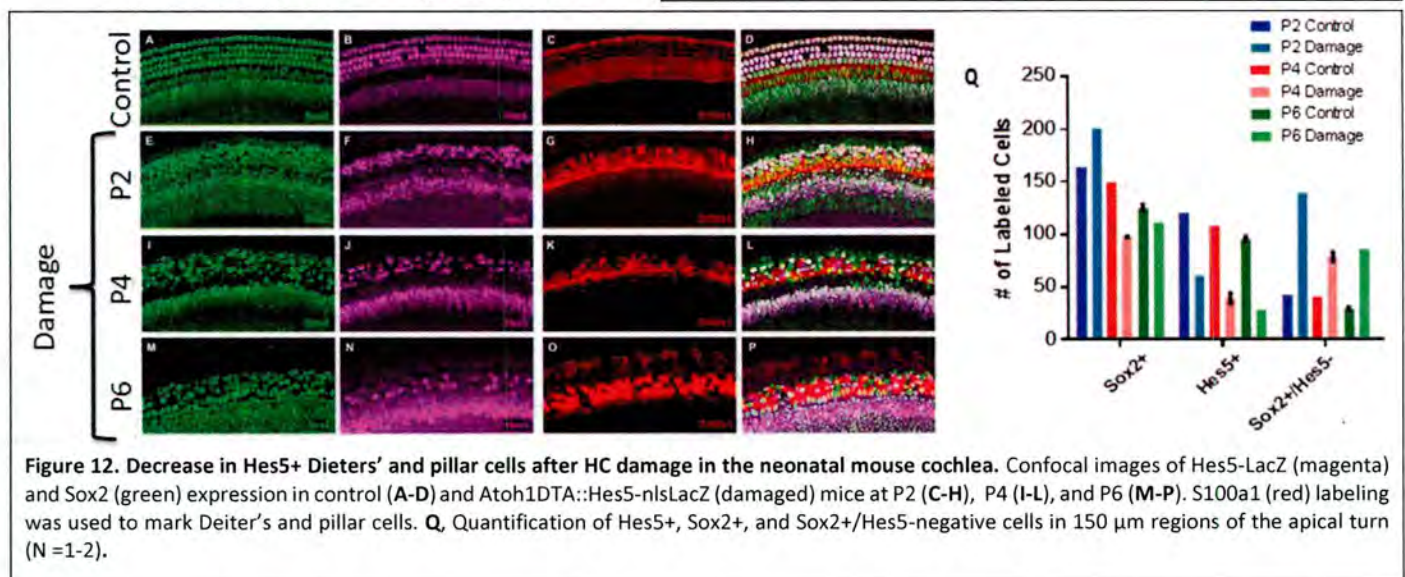 Control
Damage
P2
P4
P6
A
B
C
D
E
F
G
H
I
J
K
L
M
N
O
P
Q
P2 Control
P2 Damage
P4 Control
P4 Damage
P6 Control
P6 Damage
# of Labeled Cells
250
200
150
100
50
0
Sox2+
Hes5+
Sox2+/Hes5-
Figure 12. Decrease in Hes5+ Dieters' and pillar cells after HC damage in the neonatal mouse cochlea. Confocal images of Hes5-LacZ (magenta)
and Sox2 (green) expression in control (A-D) and Atoh1DTA::Hes5-nlsLacZ (damaged) mice at P2 (C-H), P4 (I-L), and P6 (M-P). S100a1 (red) labeling
was used to mark Deiter's and pillar cells. Q, Quantification of Hes5+, Sox2+, and Sox2+/Hes5-negative cells in 150 μm regions of the apical turn
(N =1-2).